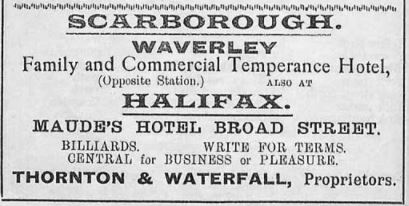 SCARBOROUGH.
WAVERLEY
Family and Commercial Temperance Hotel,
(Opposite Station.) ALSO AT
HALIFAX.
MAUDE'S HOTEL BROAD STREET.
BILLIARDS. WRITE FOR TERMS.
CENTRAL for BUSINESS or PLEASURE.
THORNTON & WATERFALL, Proprietors.